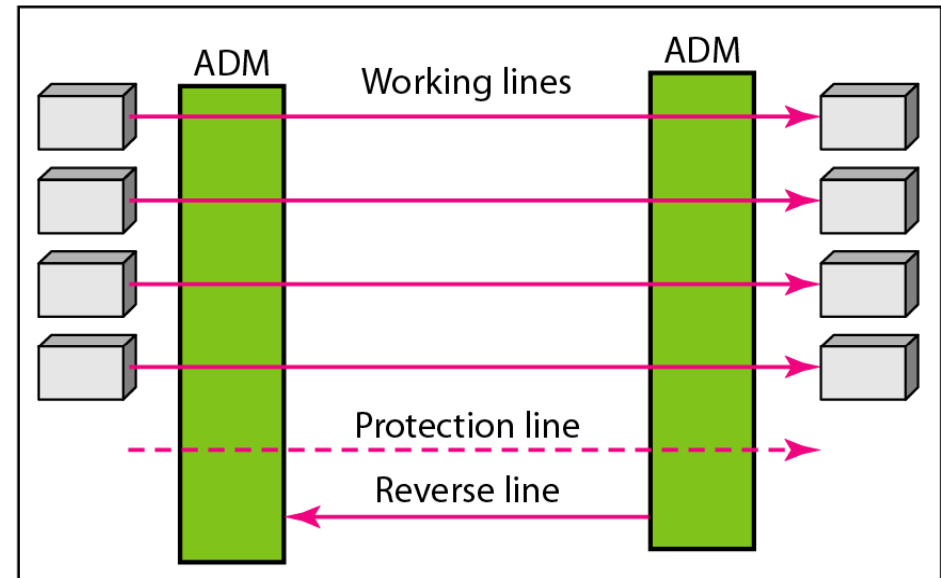 ADM
ADM
Working lines
Protection line
Reverse line